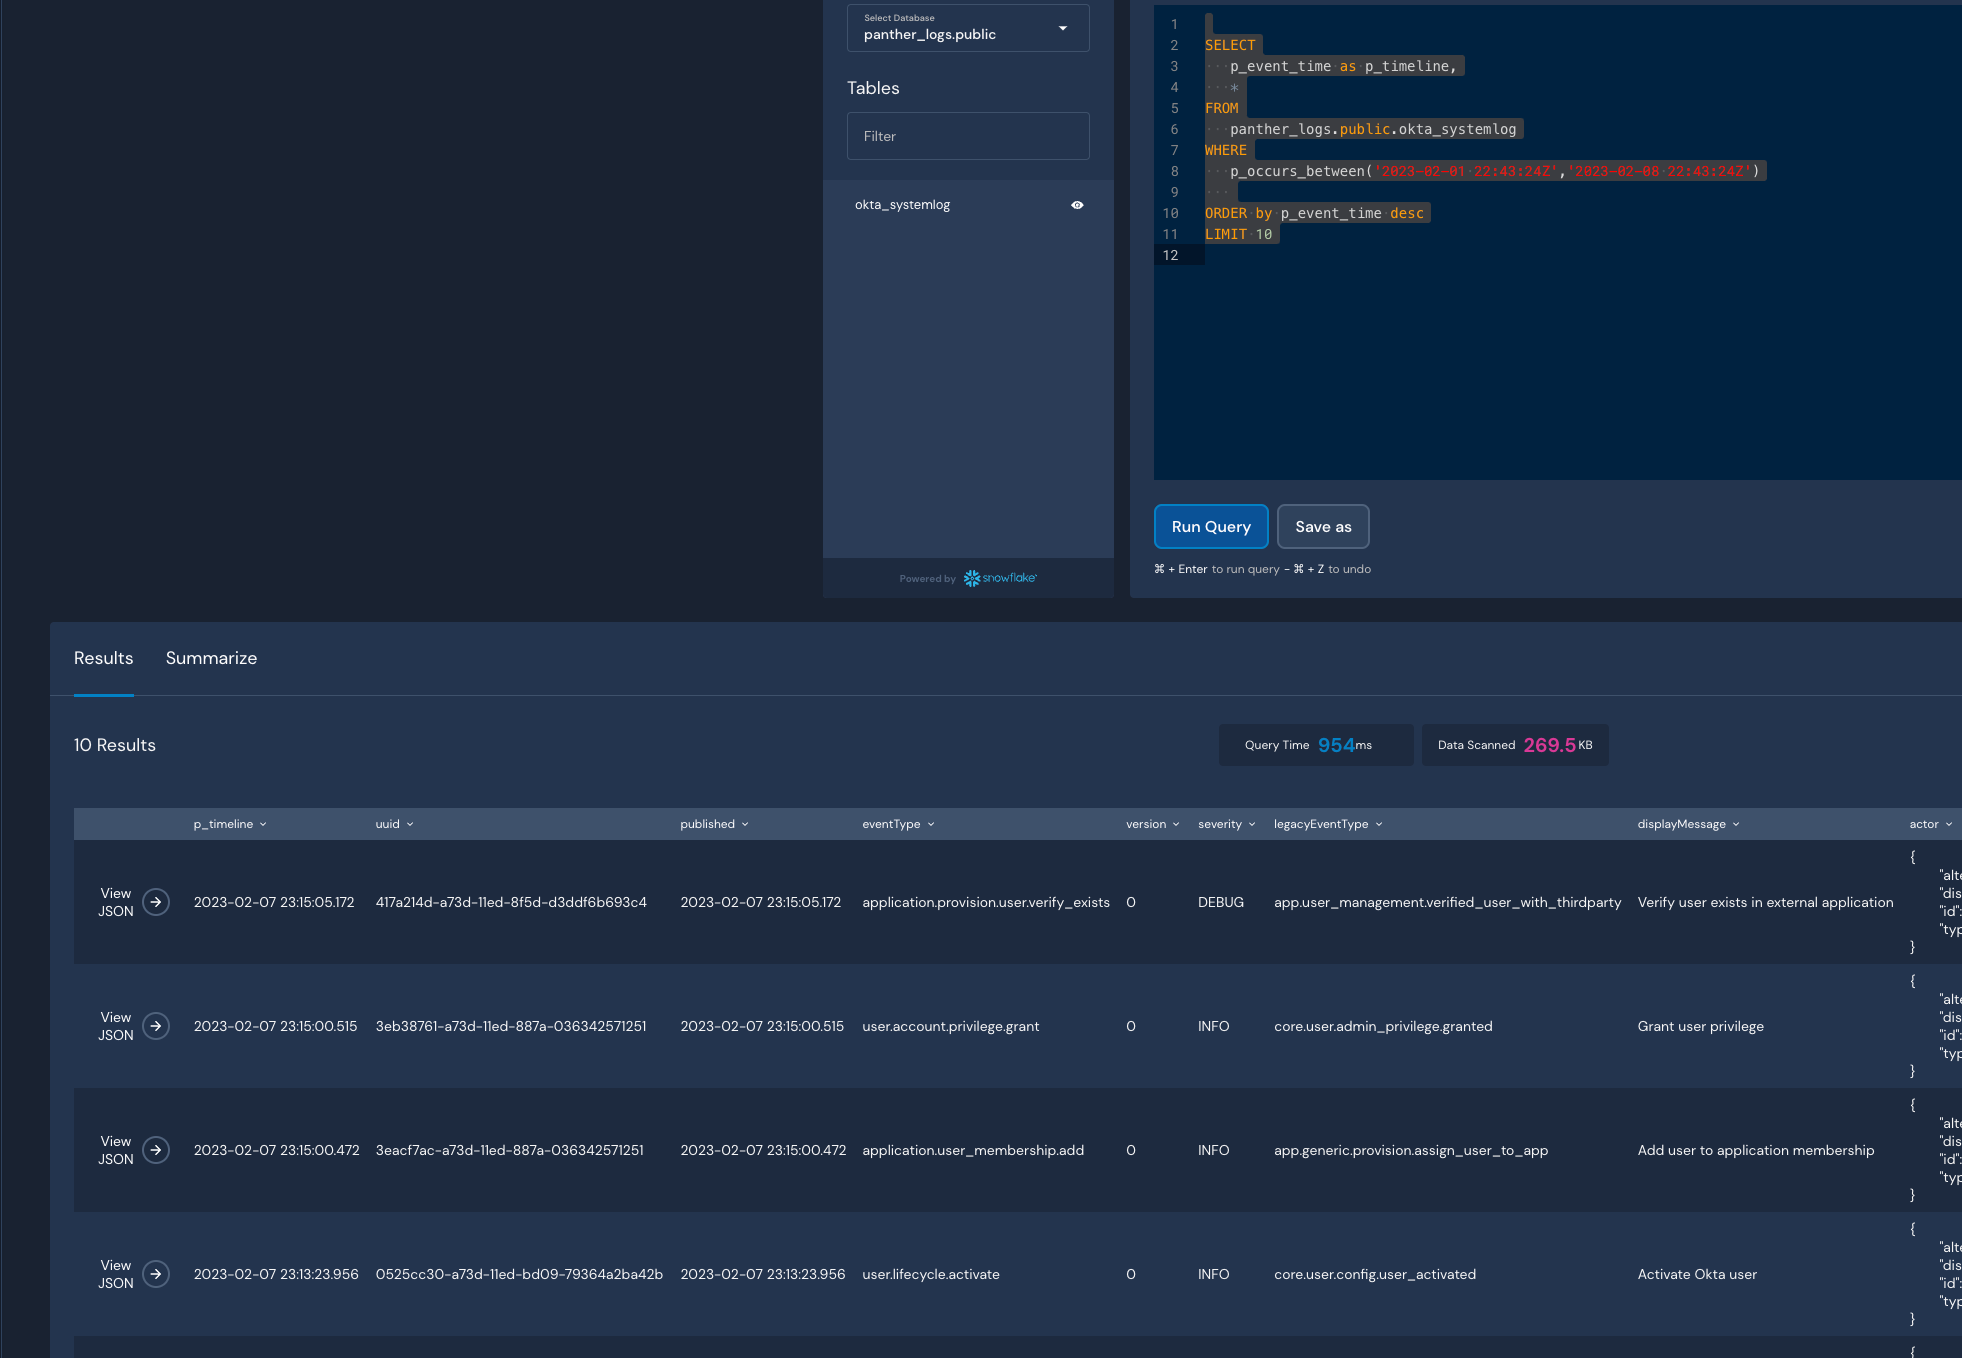 Select Database
panther_logs.public
Tables
Filter
okta_systemlog
Powered by snowflake
1
2 SELECT
3 p_event_time as p_timeline,
4 *
5 FROM
6 panther_logs.public.okta_systemlog
7 WHERE
8 p_occurs_between('2023-02-01 22:43:24Z','2023-02-08 22:43:24Z')
9
10 ORDER by p_event_time desc
11 LIMIT 10
12
Run Query Save as
⌘ + Enter to run query - ⌘ + Z to undo
Results Summarize
10 Results Query Time 954ms Data Scanned 269.5 KB
p_timeline uuid published eventType version severity legacyEventType displayMessage actor
View JSON 2023-02-07 23:15:05.172 417a214d-a73d-11ed-8f5d-d3ddf6b693c4 2023-02-07 23:15:05.172 application.provision.user.verify_exists 0 DEBUG app.user_management.verified_user_with_thirdparty Verify user exists in external application
{
"alte
"dis
"id":
"typ
}
View JSON 2023-02-07 23:15:00.515 3eb38761-a73d-11ed-887a-036342571251 2023-02-07 23:15:00.515 user.account.privilege.grant 0 INFO core.user.admin_privilege.granted Grant user privilege
{
"alte
"dis
"id":
"typ
}
View JSON 2023-02-07 23:15:00.472 3eacf7ac-a73d-11ed-887a-036342571251 2023-02-07 23:15:00.472 application.user_membership.add 0 INFO app.generic.provision.assign_user_to_app Add user to application membership
{
"alte
"dis
"id":
"typ
}
View JSON 2023-02-07 23:13:23.956 0525cc30-a73d-11ed-bd09-79364a2ba42b 2023-02-07 23:13:23.956 user.lifecycle.activate 0 INFO core.user.config.user_activated Activate Okta user
{
"alte
"dis
"id":
"typ
}
{